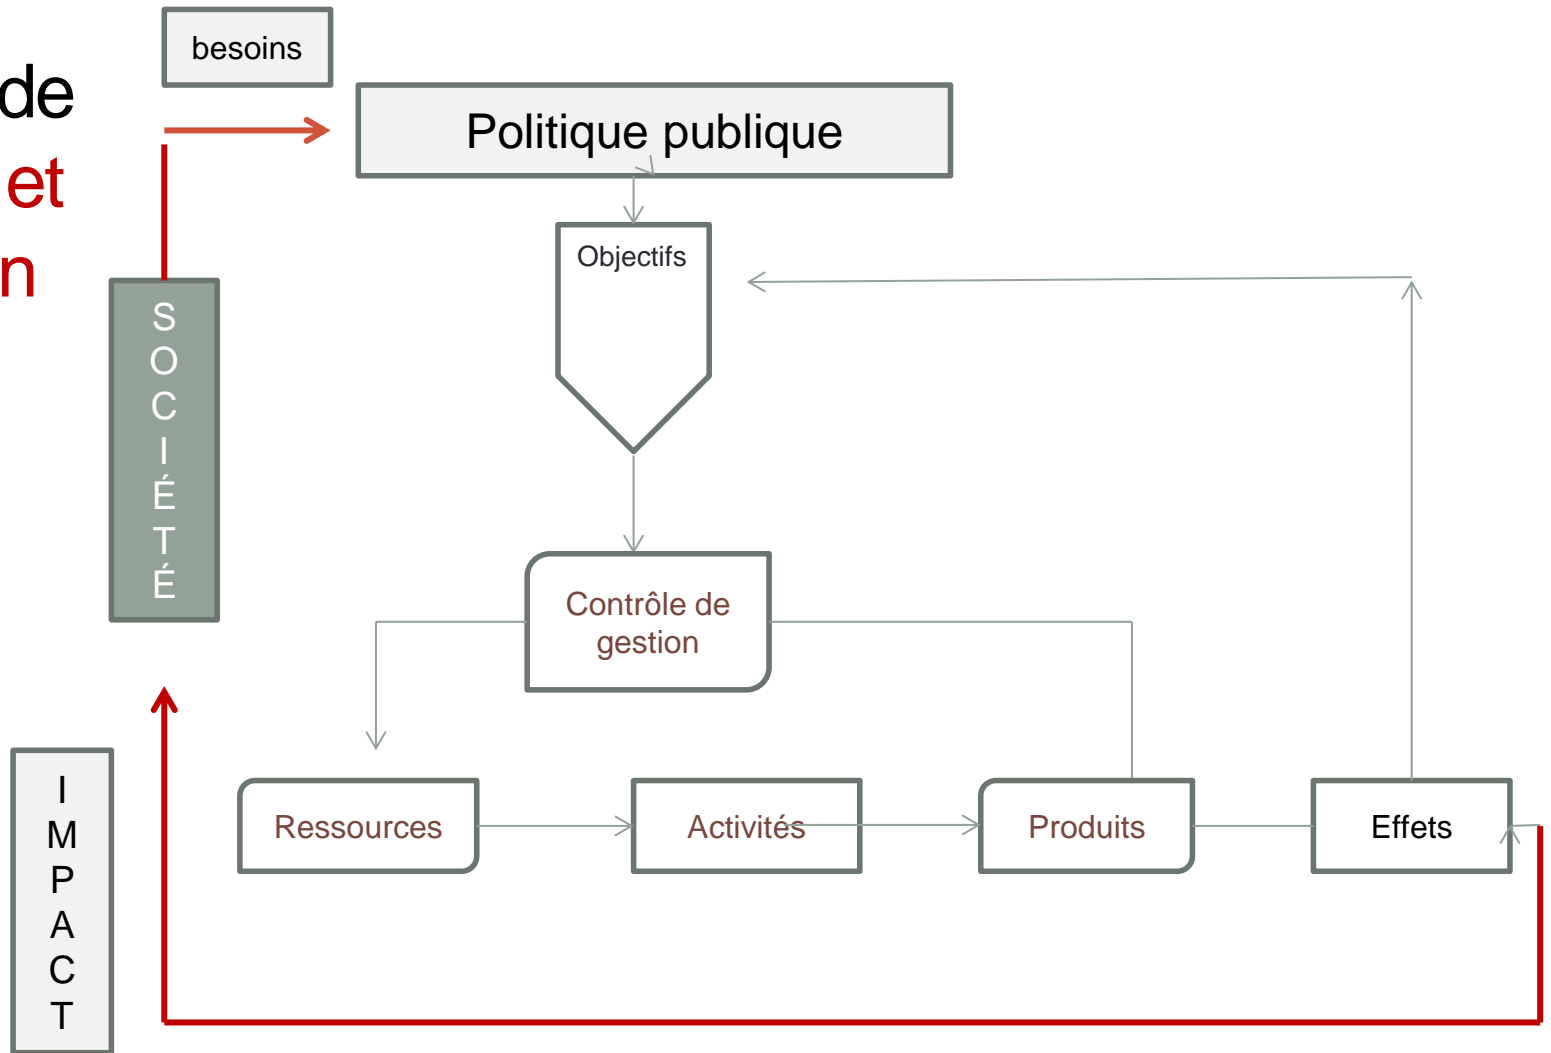 besoins
de
et
n
Politique publique
Objectifs
S
O
C
I
É
T
É
Contrôle de
gestion
I
M
P
A
C
T
Ressources
Activités
Produits
Effets